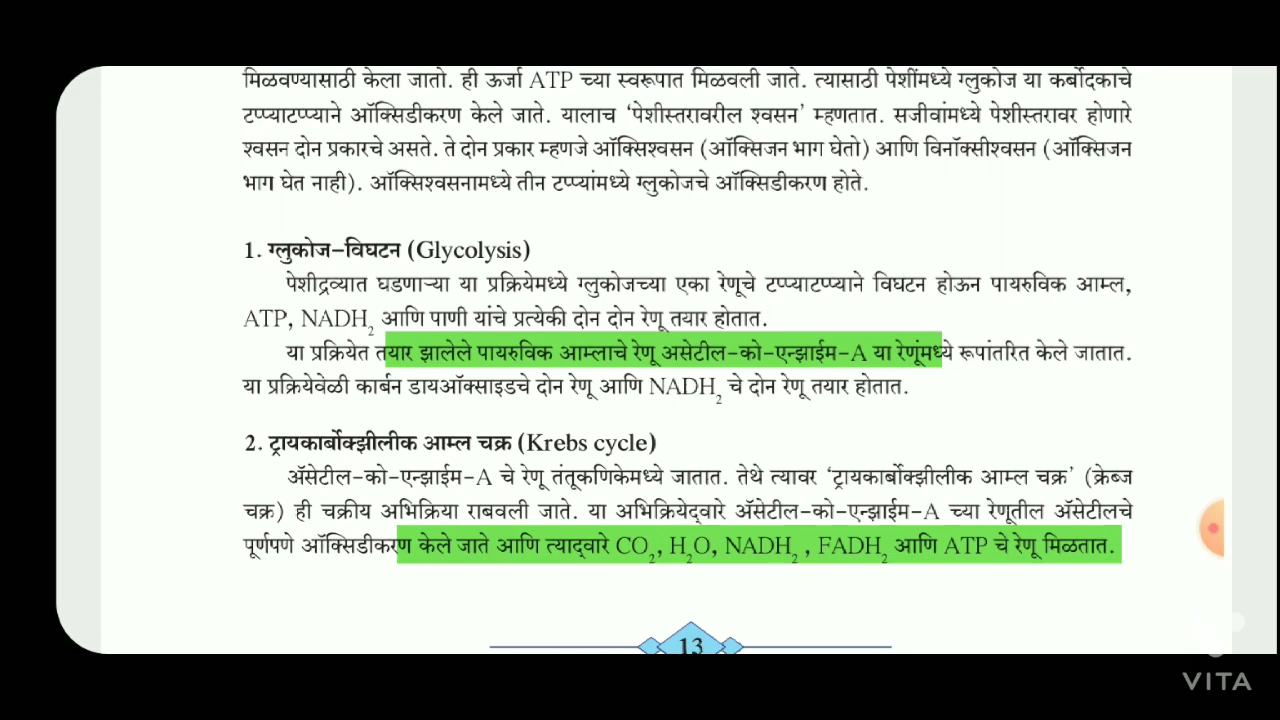 मिळवण्यासाठी केला जातो. ही ऊर्जा ATP च्या स्वरूपात मिळवली जाते. त्यासाठी पेशींमध्ये ग्लुकोज या कर्बोदकाचे
टप्प्याटप्प्याने ऑक्सिडीकरण केले जाते. यालाच ‘पेशीस्तरावरील श्वसन’ म्हणतात. सजीवांमध्ये पेशीस्तरावर होणारे
श्वसन दोन प्रकारचे असते. ते दोन प्रकार म्हणजे ऑक्सिश्वसन (ऑक्सिजन भाग घेतो) आणि विनॉक्सीश्वसन (ऑक्सिजन
भाग घेत नाही). ऑक्सिश्वसनामध्ये तीन टप्प्यांमध्ये ग्लुकोजचे ऑक्सिडीकरण होते.
1. ग्लुकोज-विघटन (Glycolysis)
पेशीद्रव्यात घडणाऱ्या या प्रक्रियेमध्ये ग्लुकोजच्या एका रेणूचे टप्प्याटप्प्याने विघटन होऊन पायरुविक आम्ल,
ATP, NADH₂ आणि पाणी यांचे प्रत्येकी दोन दोन रेणू तयार होतात.
या प्रक्रियेत तयार झालेले पायरुविक आम्लाचे रेणू असेटील-को-एन्झाईम-A या रेणूंमध्ये रूपांतरित केले जातात.
या प्रक्रियेवेळी कार्बन डायऑक्साइडचे दोन रेणू आणि NADH₂ चे दोन रेणू तयार होतात.
2. ट्रायकार्बोक्झीलीक आम्ल चक्र (Krebs cycle)
ॲसेटील-को-एन्झाईम-A चे रेणू तंतूकणिकेमध्ये जातात. तेथे त्यावर ‘ट्रायकार्बोक्झीलीक आम्ल चक्र’ (क्रेब्ज
चक्र) ही चक्रीय अभिक्रिया राबवली जाते. या अभिक्रियेद्वारे ॲसेटील-को-एन्झाईम-A च्या रेणूतील ॲसेटीलचे
पूर्णपणे ऑक्सिडीकरण केले जाते आणि त्याद्वारे CO₂, H₂O, NADH₂ , FADH₂ आणि ATP चे रेणू मिळतात.
13
VITA